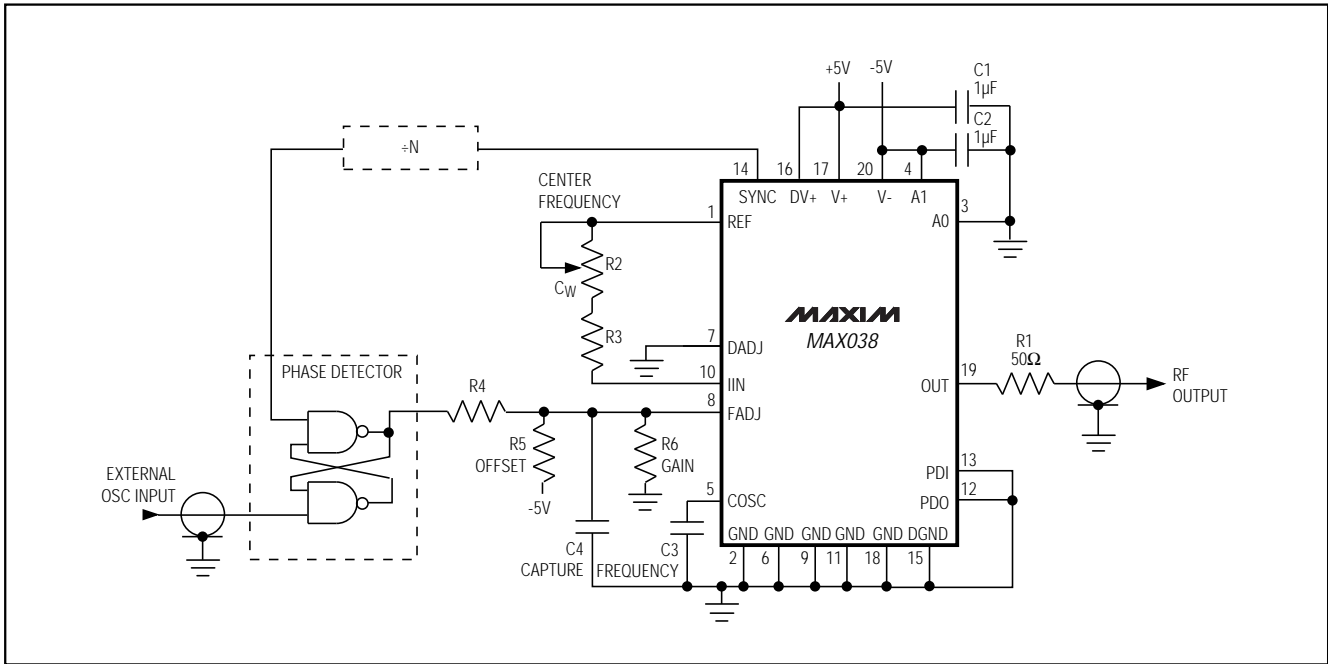 +5V
-5V
C1
1µF
C2
1µF
÷N
14
16
17
20
4
SYNC
DV+
V+
V-
A1
CENTER
FREQUENCY
1
REF
A0
3
R2
CW
R3
MAXIM
MAX038
7
DADJ
10
IIN
8
FADJ
R1
50Ω
19
OUT
RF
OUTPUT
PHASE DETECTOR
R4
R5
OFFSET
-5V
R6
GAIN
EXTERNAL
OSC INPUT
5
COSC
13
PDI
12
PDO
GND
GND
GND
GND
GND
DGND
2
6
9
11
18
15
C4
CAPTURE
C3
FREQUENCY